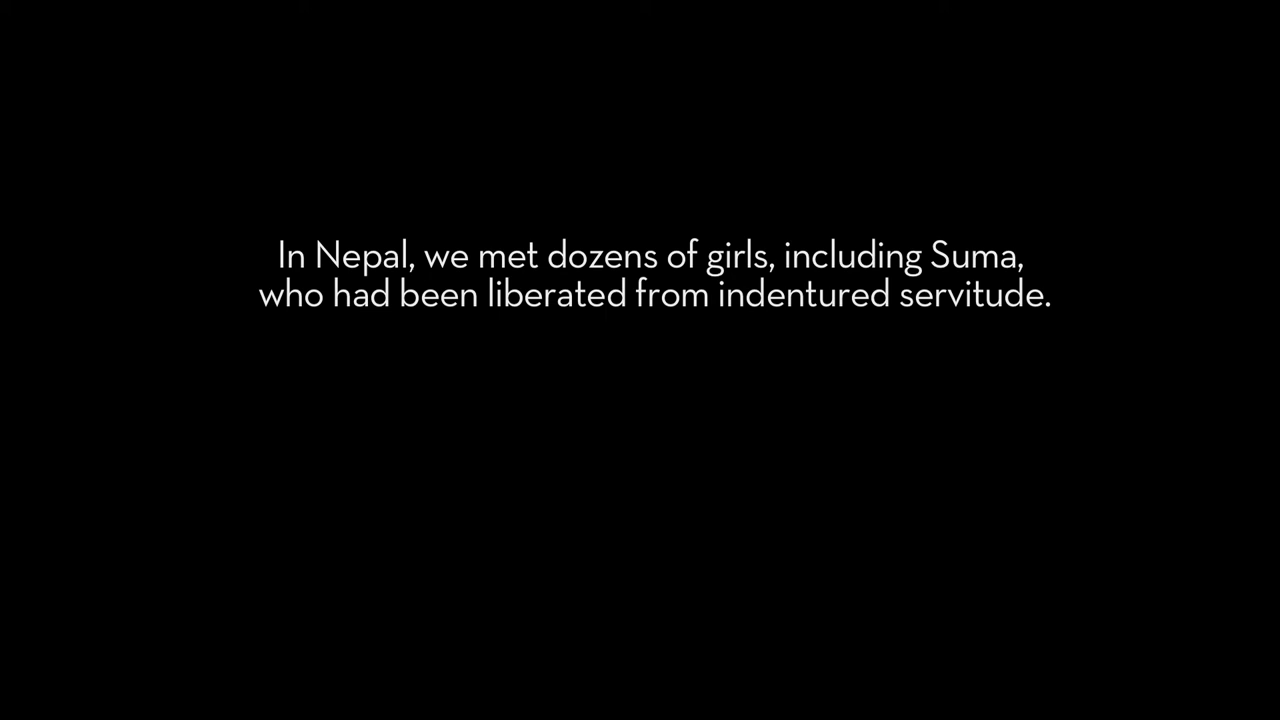 In Nepal, we met dozens of girls, including Suma,
who had been liberated from indentured servitude.